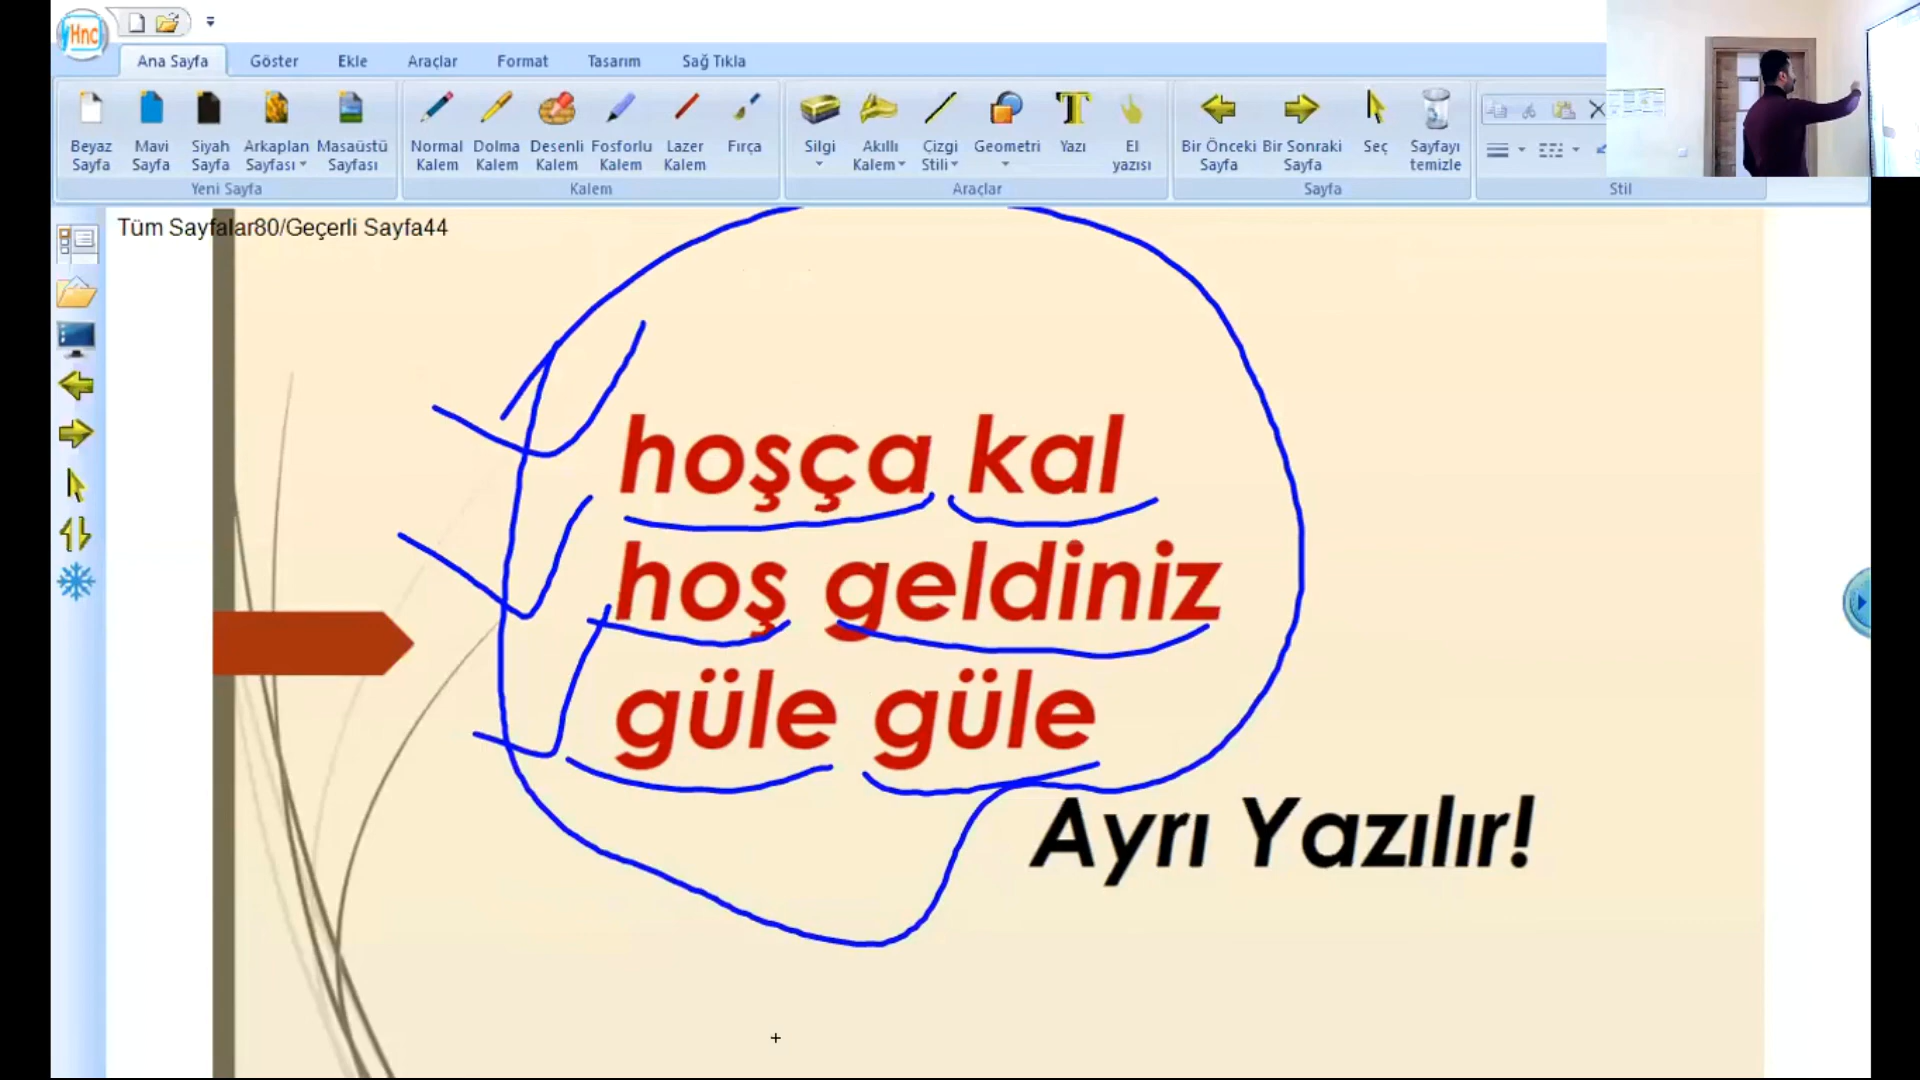 Hnc
Ana Sayfa Göster Ekle Araçlar Format Tasarım Sağ Tıkla
Beyaz Sayfa
Mavi Sayfa
Siyah Sayfa
Arkaplan Sayfası
Masaüstü Sayfası
Yeni Sayfa
Normal Kalem
Dolma Kalem
Desenli Kalem
Fosforlu Kalem
Lazer Kalem
Fırça
Kalem
Silgi
Akıllı Kalem
Çizgi Stili
Geometri
Yazı
El yazısı
Araçlar
Bir Önceki Sayfa
Bir Sonraki Sayfa
Seç
Sayfayı temizle
Sayfa
Stil
Tüm Sayfalar80/Geçerli Sayfa44
hoşça kal
hoş geldiniz
güle güle
Ayrı Yazılır!